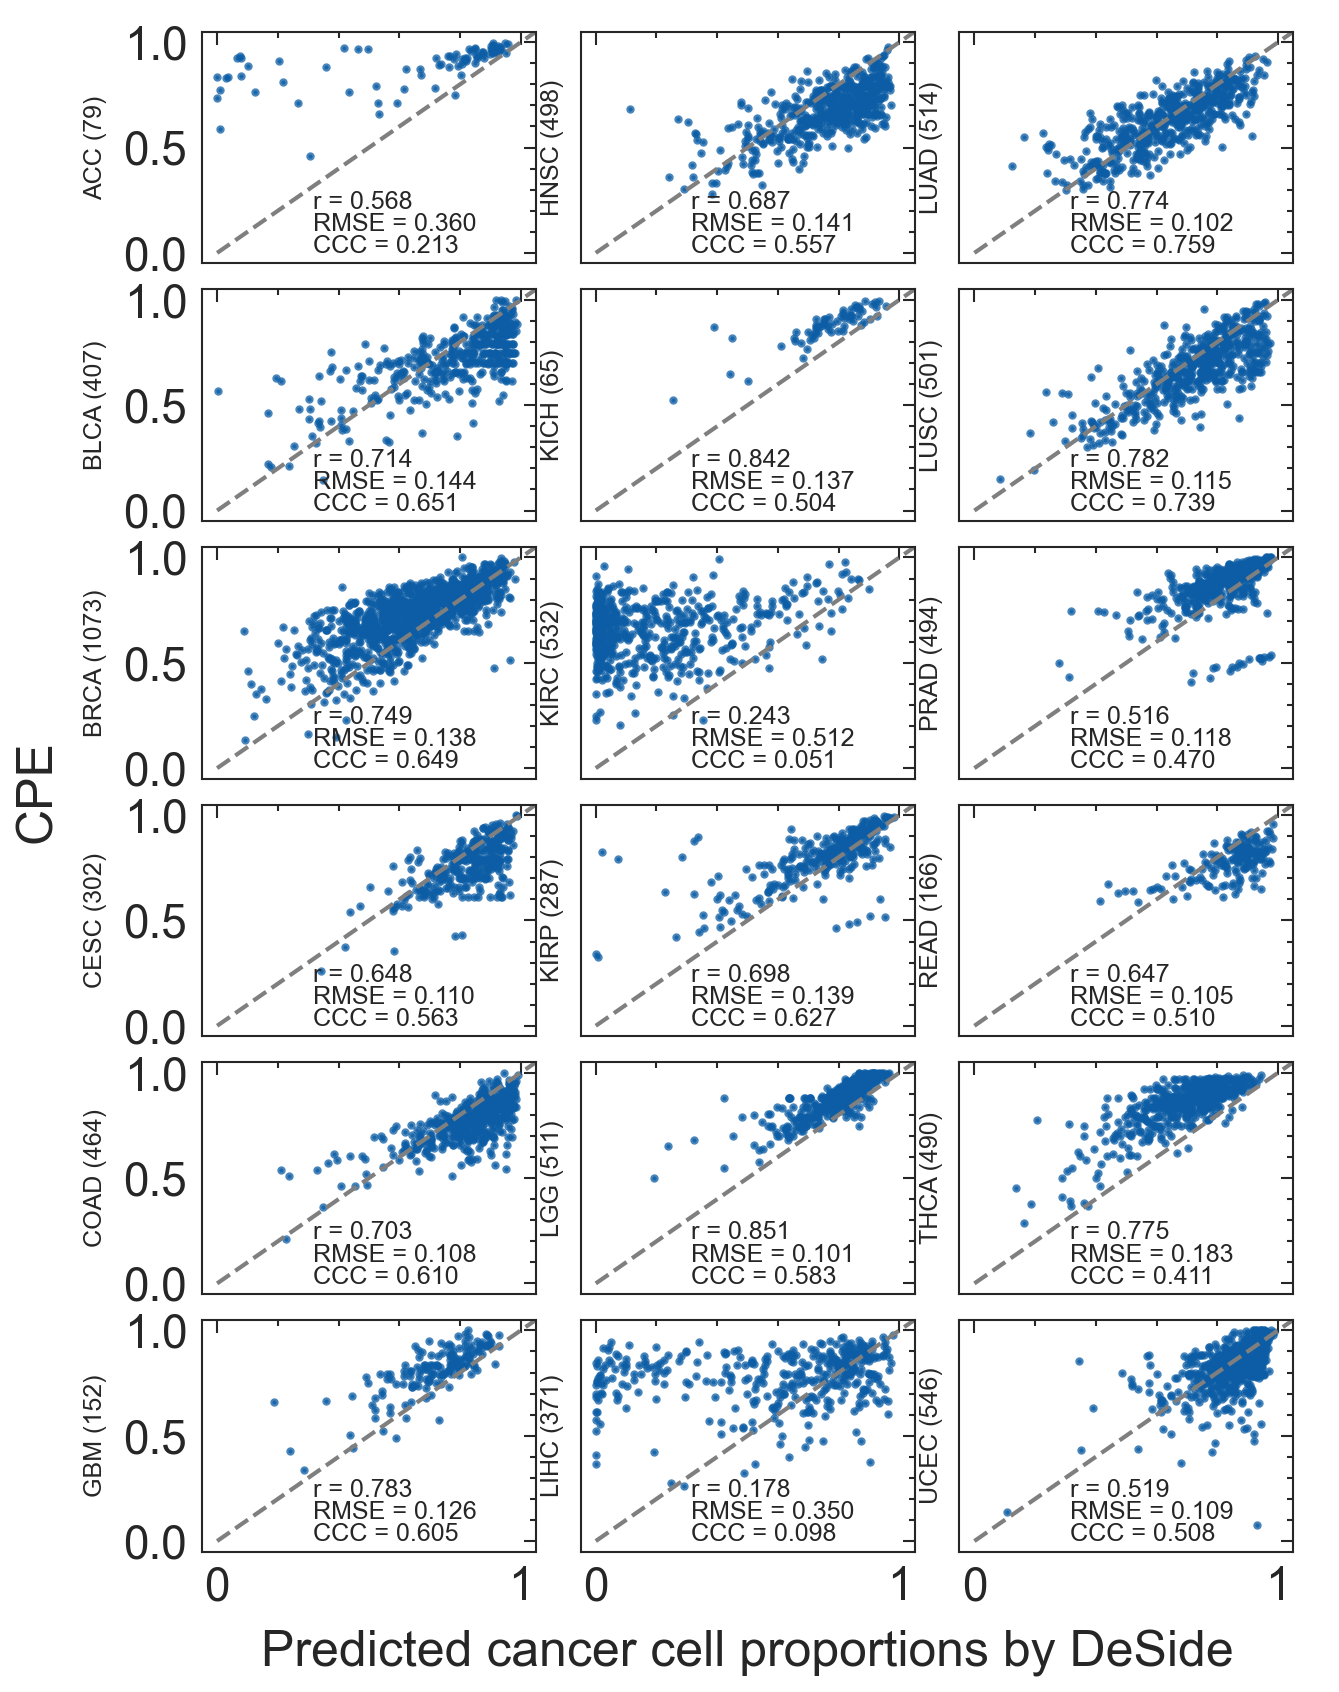 CPE
ACC (79)
1.0
0.5
0.0
r = 0.568
RMSE = 0.360
CCC = 0.213
HNSC (498)
r = 0.687
RMSE = 0.141
CCC = 0.557
LUAD (514)
r = 0.774
RMSE = 0.102
CCC = 0.759
BLCA (407)
1.0
0.5
0.0
r = 0.714
RMSE = 0.144
CCC = 0.651
KICH (65)
r = 0.842
RMSE = 0.137
CCC = 0.504
LUSC (501)
r = 0.782
RMSE = 0.115
CCC = 0.739
BRCA (1073)
1.0
0.5
0.0
r = 0.749
RMSE = 0.138
CCC = 0.649
KIRC (532)
r = 0.243
RMSE = 0.512
CCC = 0.051
PRAD (494)
r = 0.516
RMSE = 0.118
CCC = 0.470
CESC (302)
1.0
0.5
0.0
r = 0.648
RMSE = 0.110
CCC = 0.563
KIRP (287)
r = 0.698
RMSE = 0.139
CCC = 0.627
READ (166)
r = 0.647
RMSE = 0.105
CCC = 0.510
COAD (464)
1.0
0.5
0.0
r = 0.703
RMSE = 0.108
CCC = 0.610
LGG (511)
r = 0.851
RMSE = 0.101
CCC = 0.583
THCA (490)
r = 0.775
RMSE = 0.183
CCC = 0.411
GBM (152)
1.0
0.5
0.0
r = 0.783
RMSE = 0.126
CCC = 0.605
LIHC (371)
r = 0.178
RMSE = 0.350
CCC = 0.098
UCEC (546)
r = 0.519
RMSE = 0.109
CCC = 0.508
0 1 0 1 0 1
Predicted cancer cell proportions by DeSide